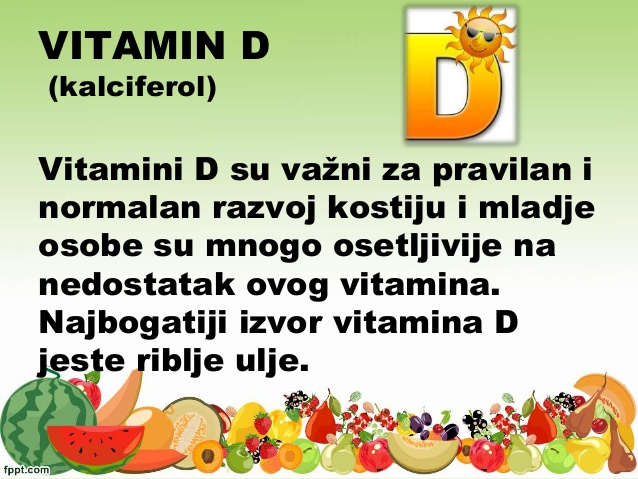 VITAMIN D
(kalciferol)
D
Vitamini D su važni za pravilan i
normalan razvoj kostiju i mladje
osobe su mnogo osetljivije na
nedostatak ovog vitamina.
Najbogatiji izvor vitamina D
jeste riblje ulje.
fppt.com